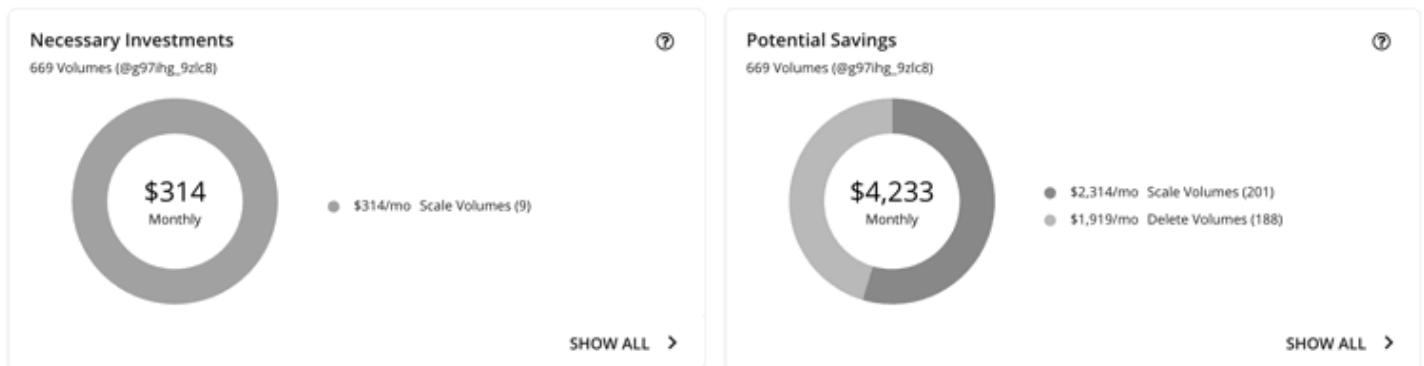 Necessary Investments
669 Volumes (@g97ihg_9zlc8)
$314
Monthly
$314/mo Scale Volumes (9)
SHOW ALL
Potential Savings
669 Volumes (@g97ihg_9zlc8)
$4,233
Monthly
$2,314/mo Scale Volumes (201)
$1,919/mo Delete Volumes (188)
SHOW ALL